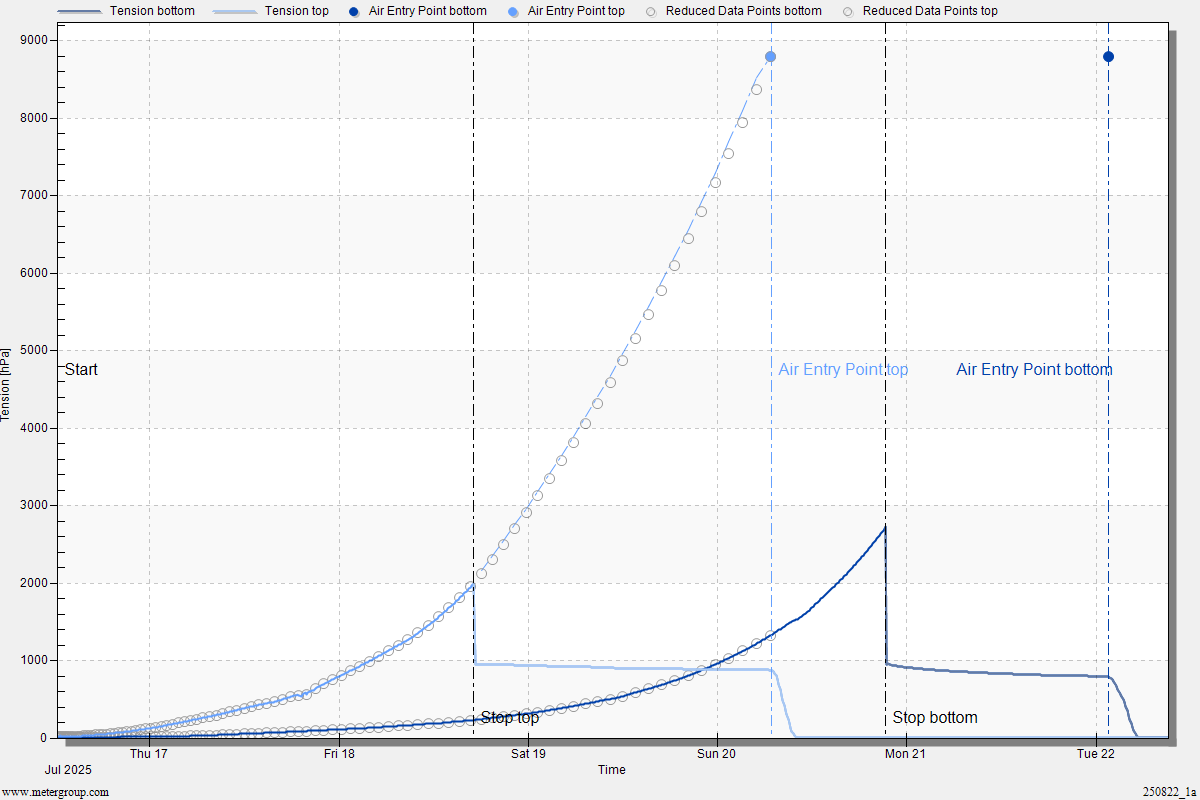 Tension bottom Tension top Air Entry Point bottom Air Entry Point top Reduced Data Points bottom Reduced Data Points top
9000
8000
7000
6000
5000
Tension [hPa]
Start
Air Entry Point top
Air Entry Point bottom
4000
3000
2000
1000
Stop top
Stop bottom
0
Thu 17 Fri 18 Sat 19 Sun 20 Mon 21 Tue 22
Jul 2025
Time
www.metergroup.com
250822_1a